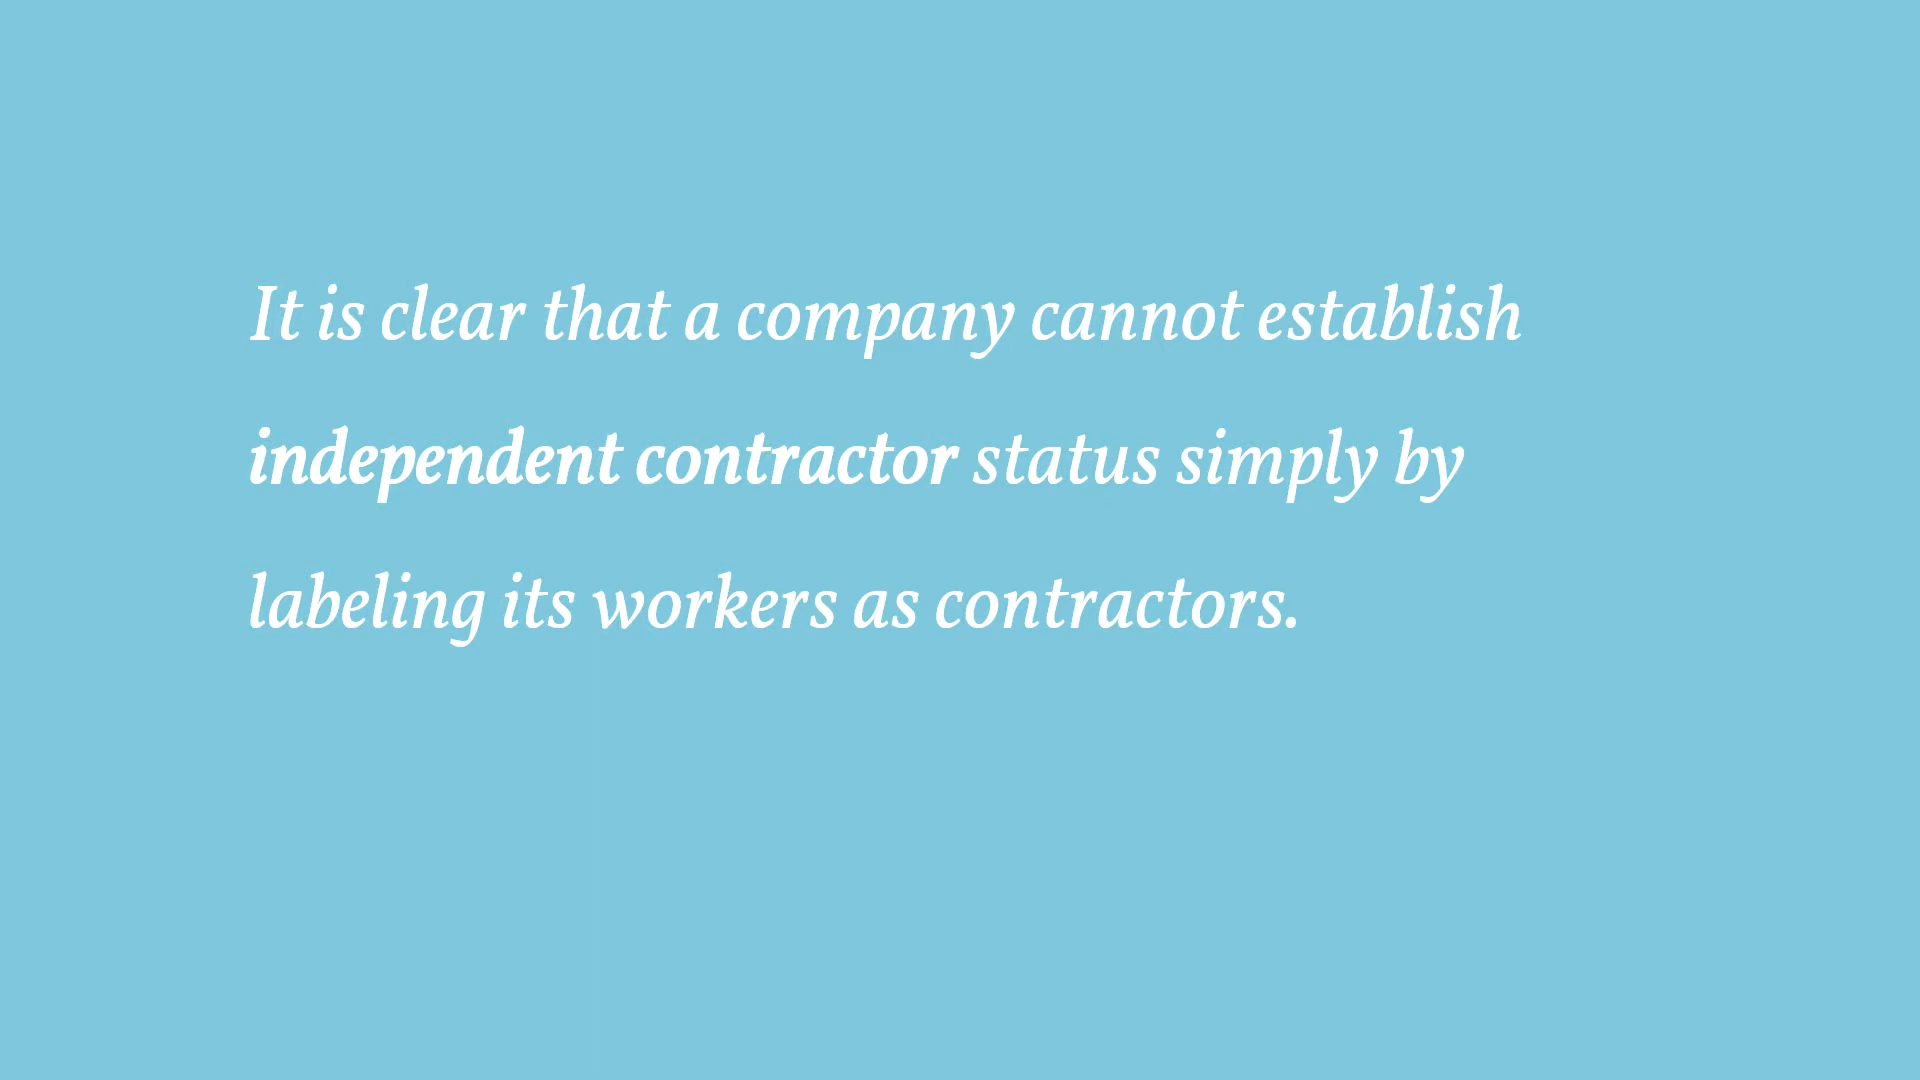 It is clear that a company cannot establish
independent contractor status simply by
labeling its workers as contractors.